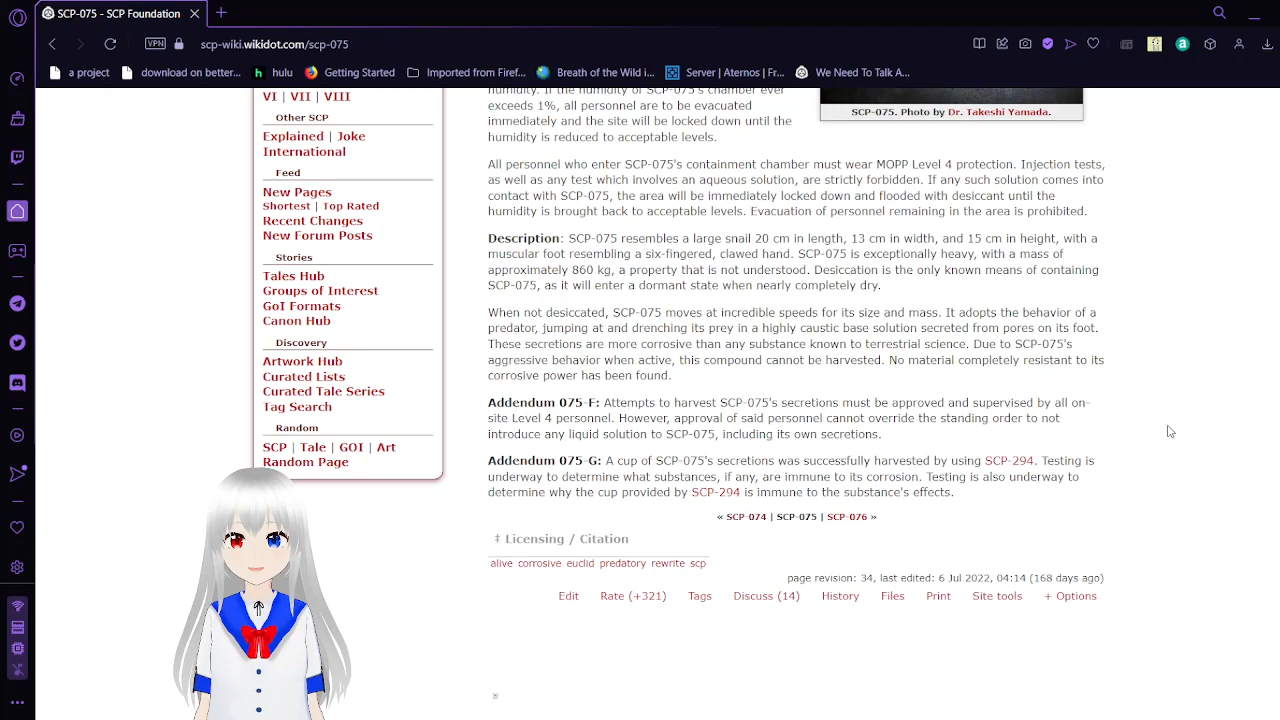 SCP-075 - SCP Foundation
VPN
scp-wiki.wikidot.com/scp-075
a project
download on better...
hulu
Getting Started
Imported from Firef...
Breath of the Wild i...
Server | Aternos | Fr...
We Need To Talk A...
VI | VII | VIII
Other SCP
Explained | Joke
International
Feed
New Pages
Shortest | Top Rated
Recent Changes
New Forum Posts
Stories
Tales Hub
Groups of Interest
GoI Formats
Canon Hub
Discovery
Artwork Hub
Curated Lists
Curated Tale Series
Tag Search
Random
SCP | Tale | GOI | Art
Random Page
humidity. If the humidity of SCP-075's chamber ever
exceeds 1%, all personnel are to be evacuated
immediately and the site will be locked down until the
humidity is reduced to acceptable levels.
SCP-075. Photo by Dr. Takeshi Yamada.
All personnel who enter SCP-075's containment chamber must wear MOPP Level 4 protection. Injection tests,
as well as any test which involves an aqueous solution, are strictly forbidden. If any such solution comes into
contact with SCP-075, the area will be immediately locked down and flooded with desiccant until the
humidity is brought back to acceptable levels. Evacuation of personnel remaining in the area is prohibited.
Description: SCP-075 resembles a large snail 20 cm in length, 13 cm in width, and 15 cm in height, with a
muscular foot resembling a six-fingered, clawed hand. SCP-075 is exceptionally heavy, with a mass of
approximately 860 kg, a property that is not understood. Desiccation is the only known means of containing
SCP-075, as it will enter a dormant state when nearly completely dry.
When not desiccated, SCP-075 moves at incredible speeds for its size and mass. It adopts the behavior of a
predator, jumping at and drenching its prey in a highly caustic base solution secreted from pores on its foot.
These secretions are more corrosive than any substance known to terrestrial science. Due to SCP-075's
aggressive behavior when active, this compound cannot be harvested. No material completely resistant to its
corrosive power has been found.
Addendum 075-F: Attempts to harvest SCP-075's secretions must be approved and supervised by all on-
site Level 4 personnel. However, approval of said personnel cannot override the standing order to not
introduce any liquid solution to SCP-075, including its own secretions.
Addendum 075-G: A cup of SCP-075's secretions was successfully harvested by using SCP-294. Testing is
underway to determine what substances, if any, are immune to its corrosion. Testing is also underway to
determine why the cup provided by SCP-294 is immune to the substance's effects.
« SCP-074 | SCP-075 | SCP-076 »
‡ Licensing / Citation
alive corrosive euclid predatory rewrite scp
page revision: 34, last edited: 6 Jul 2022, 04:14 (168 days ago)
Edit Rate (+321) Tags Discuss (14) History Files Print Site tools + Options